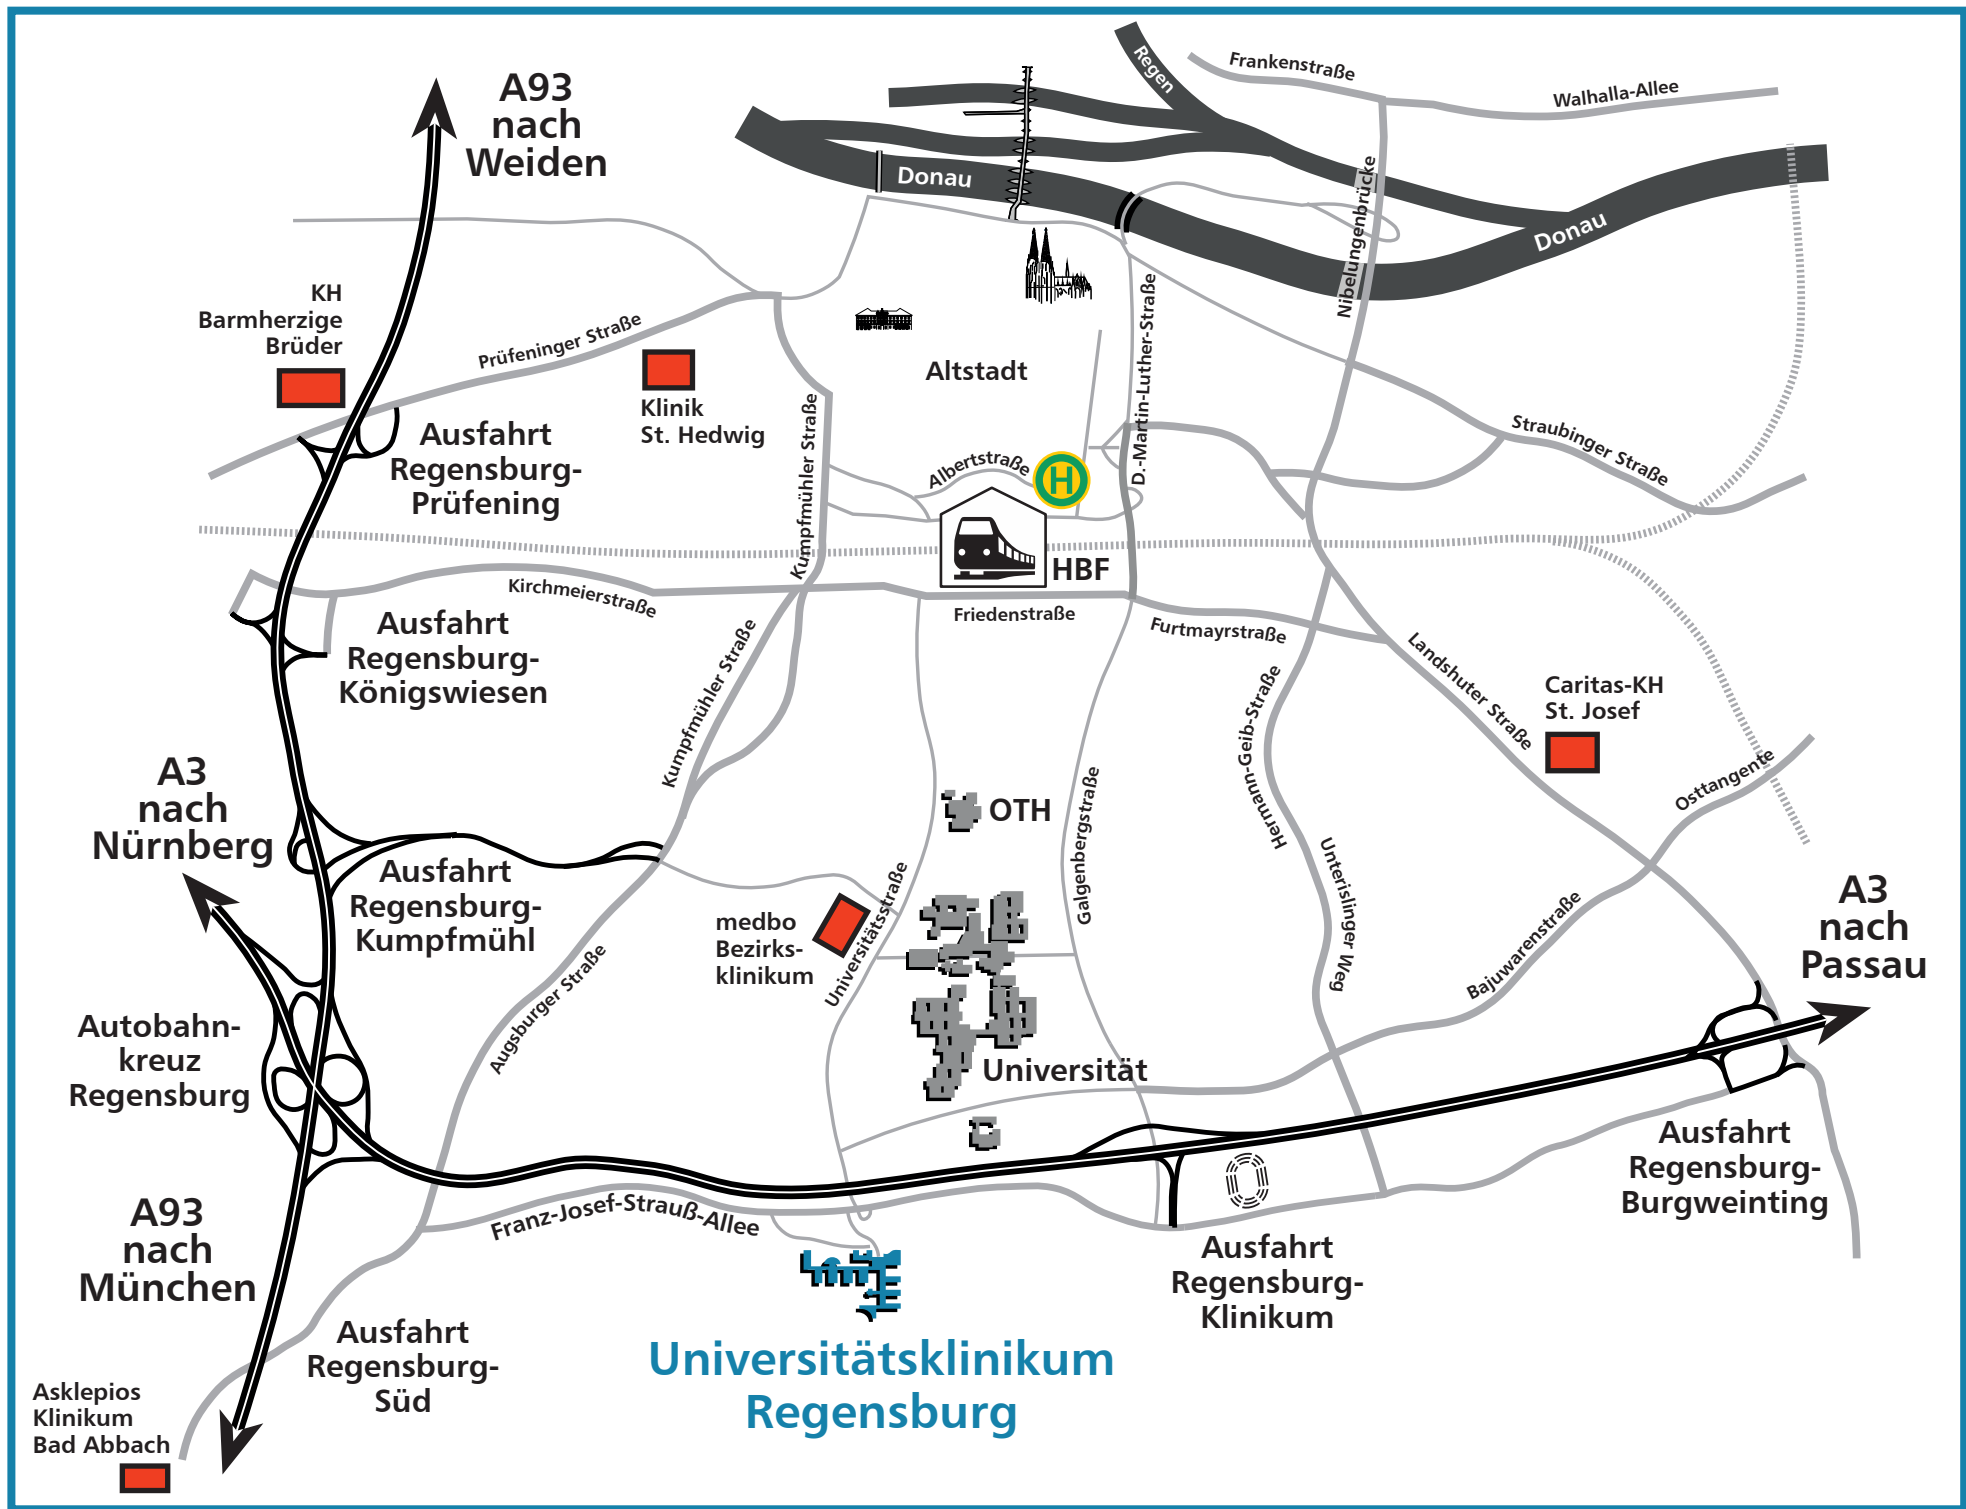 A93
nach
Weiden
Regen
Frankenstraße
Walhalla-Allee
Donau
Donau
Nibelungenbrücke
KH
Barmherzige
Brüder
Prüfeninger Straße
Klinik
St. Hedwig
Altstadt
D.-Martin-Luther-Straße
Kumpfmühler Straße
Ausfahrt
Regensburg-
Prüfening
Albertstraße
H
HBF
Straubinger Straße
Kirchmeierstraße
Friedenstraße
Furtmayrstraße
Ausfahrt
Regensburg-
Königswiesen
Kumpfmühler Straße
Hermann-Geib-Straße
Landshuter Straße
Caritas-KH
St. Josef
Osttangente
A3
nach
Nürnberg
OTH
Galgenbergstraße
Unterislinger Weg
Ausfahrt
Regensburg-
Kumpfmühl
medbo
Bezirks-
klinikum
Universitätsstraße
Augsburger Straße
Bajuwarenstraße
A3
nach
Passau
Autobahn-
kreuz
Regensburg
Universität
Ausfahrt
Regensburg-
Burgweinting
A93
nach
München
Franz-Josef-Strauß-Allee
Ausfahrt
Regensburg-
Klinikum
Ausfahrt
Regensburg-
Süd
Universitätsklinikum
Regensburg
Asklepios
Klinikum
Bad Abbach